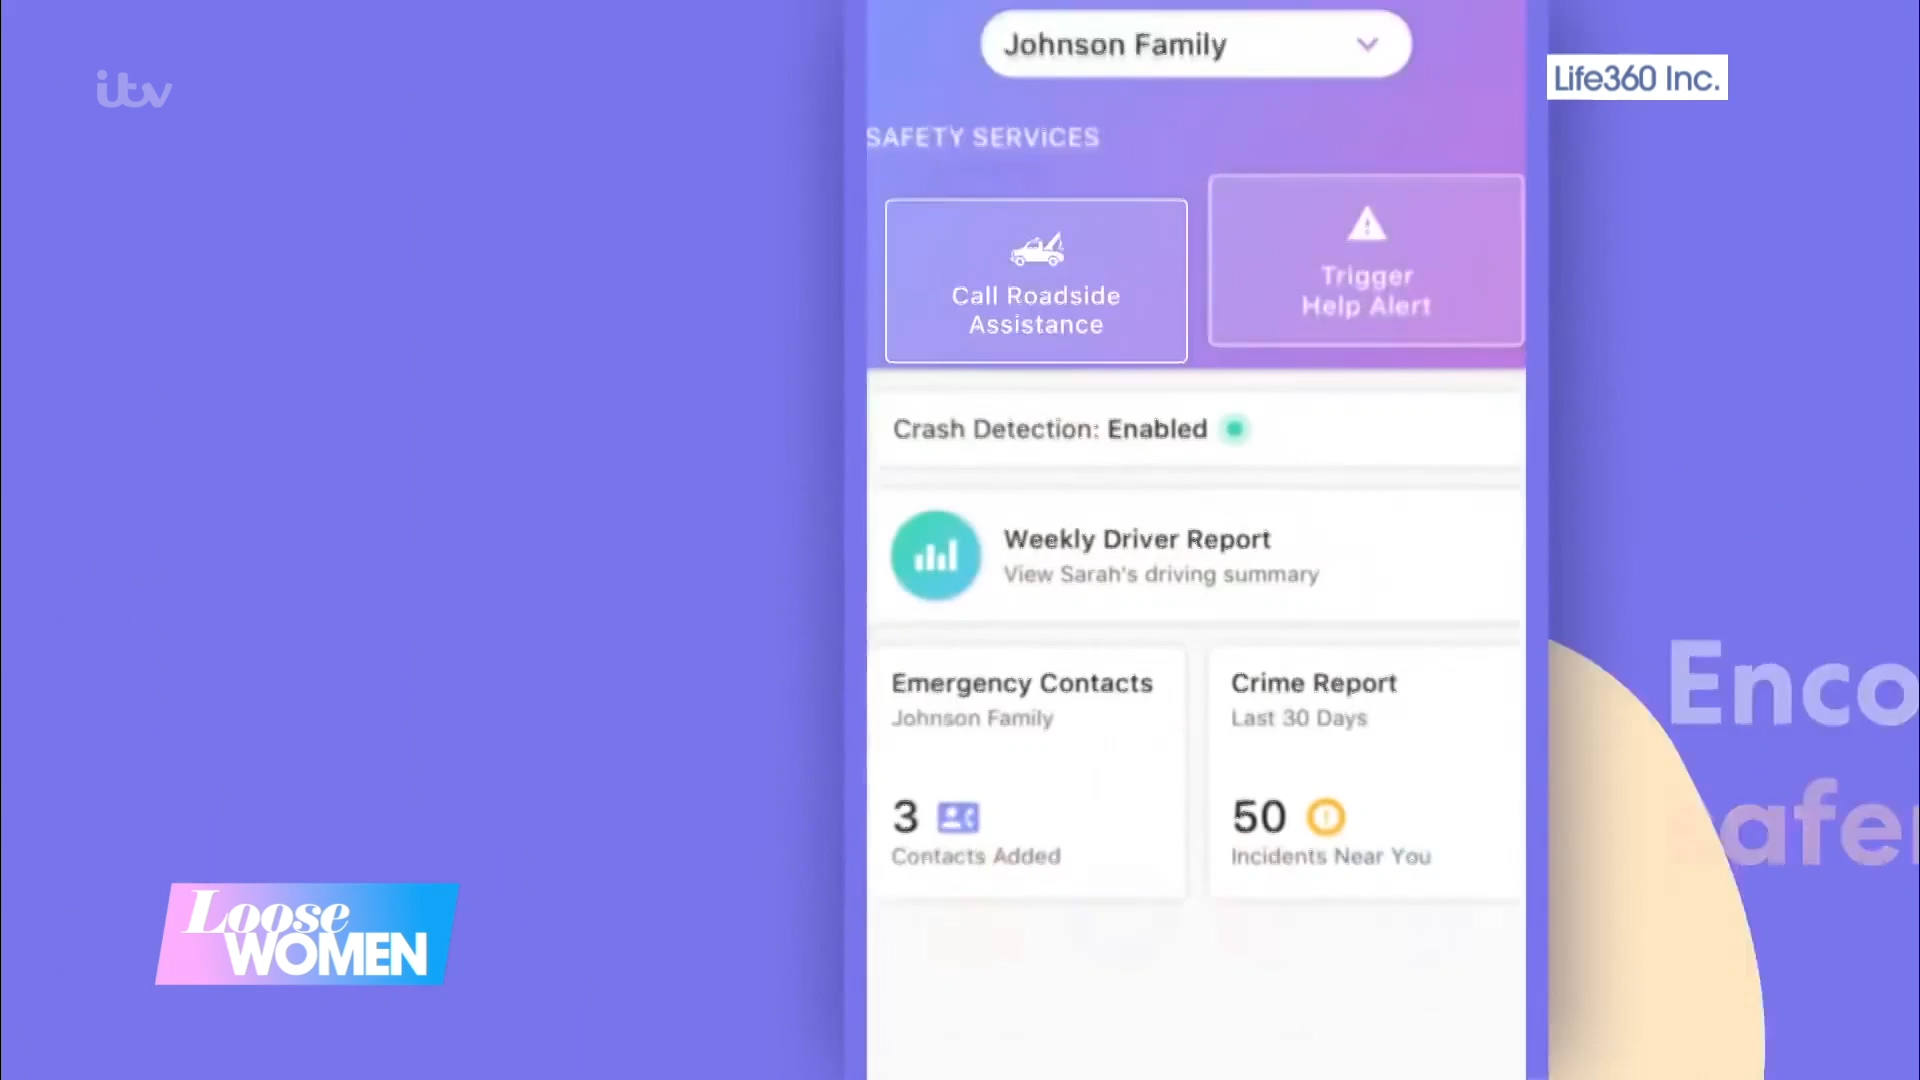 Johnson Family
itv
Life360 Inc.
SAFETY SERVICES
Call Roadside
Assistance
Trigger
Help Alert
Crash Detection: Enabled
Weekly Driver Report
View Sarah's driving summary
Emergency Contacts
Johnson Family
3
Contacts Added
Crime Report
Last 30 Days
50
Incidents Near You
Enco
afer
Loose
WOMEN